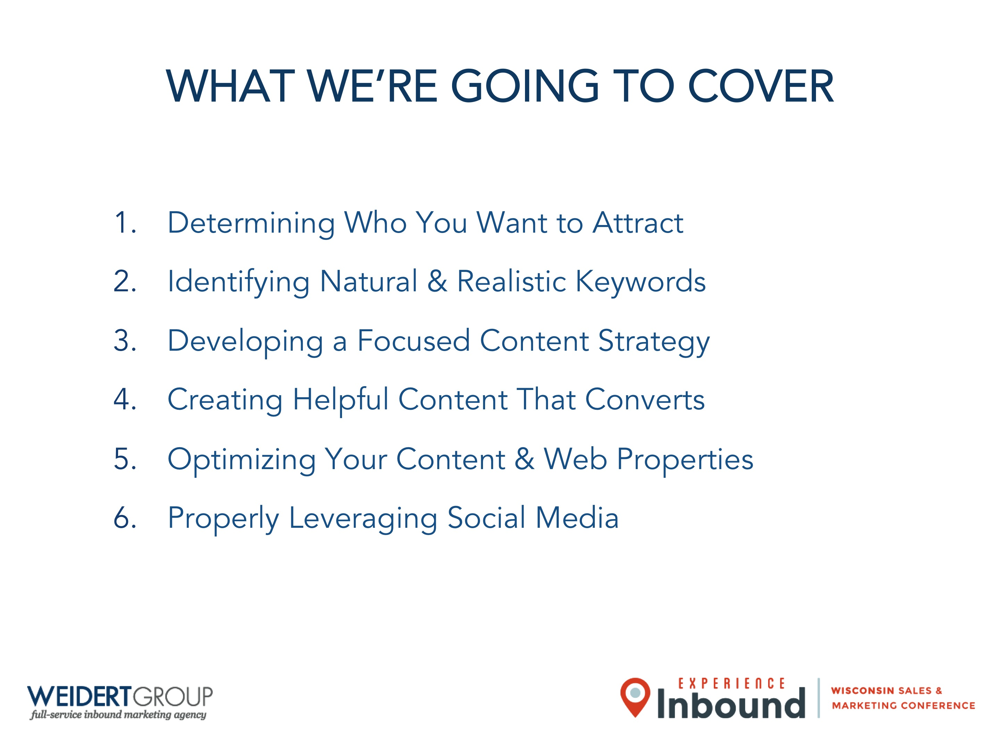 WHAT WE’RE GOING TO COVER
1. Determining Who You Want to Attract
2. Identifying Natural & Realistic Keywords
3. Developing a Focused Content Strategy
4. Creating Helpful Content That Converts
5. Optimizing Your Content & Web Properties
6. Properly Leveraging Social Media
WEIDERTGROUP
full-service inbound marketing agency
EXPERIENCE
Inbound
WISCONSIN SALES &
MARKETING CONFERENCE